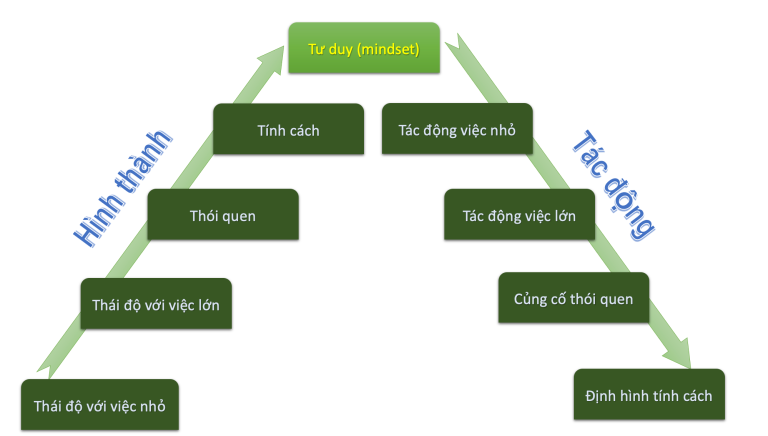 Tư duy (mindset)
Hình thành
Tính cách
Thói quen
Thái độ với việc lớn
Thái độ với việc nhỏ
Tác động
Tác động việc nhỏ
Tác động việc lớn
Củng cố thói quen
Định hình tính cách